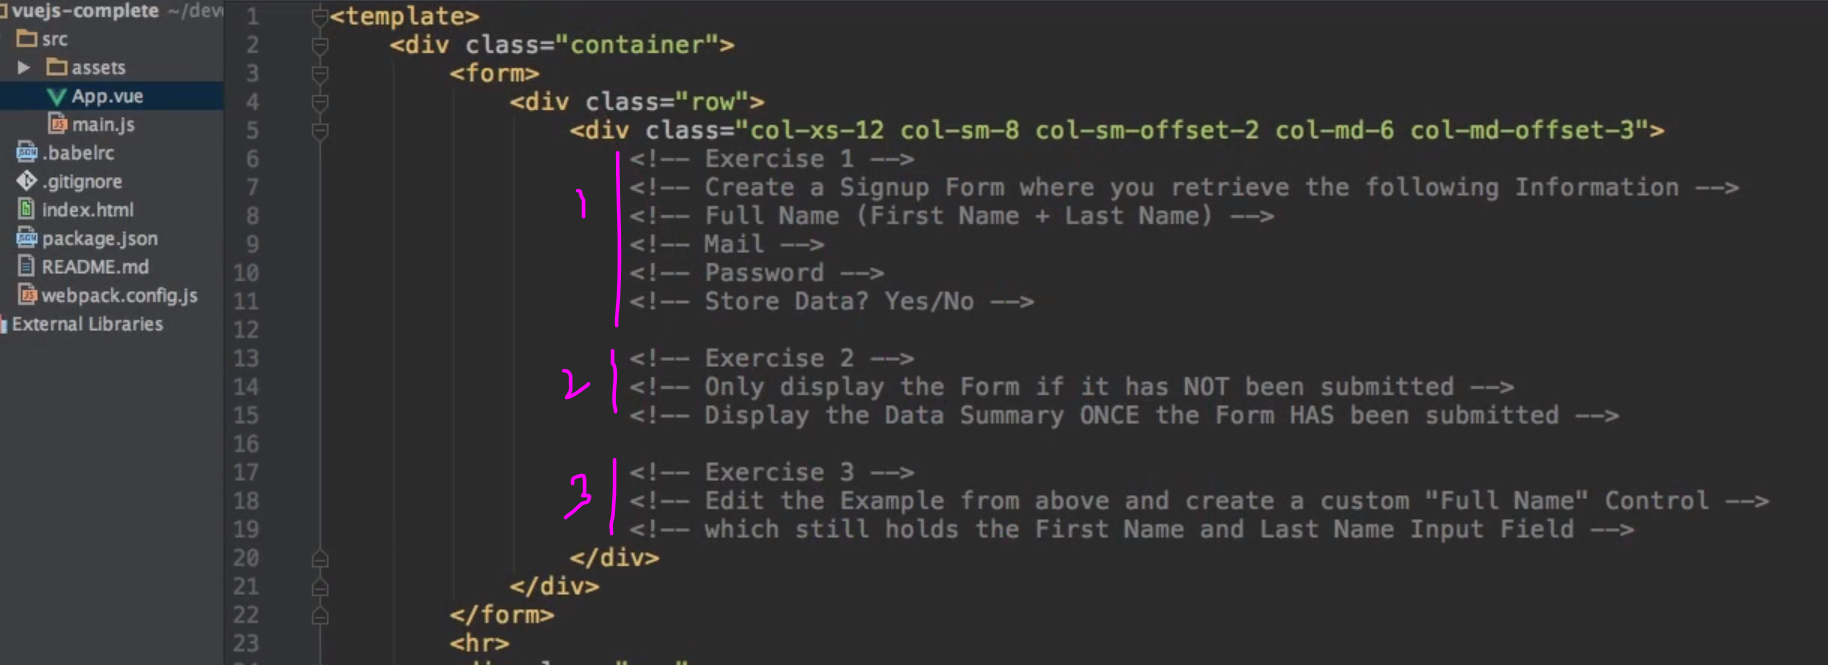 vuejs-complete ~/dev
src
assets
App.vue
main.js
.babelrc
.gitignore
index.html
package.json
README.md
webpack.config.js
External Libraries
1 <template>
2 <div class="container">
3 <form>
4 <div class="row">
5 <div class="col-xs-12 col-sm-8 col-sm-offset-2 col-md-6 col-md-offset-3">
6 <!-- Exercise 1 -->
7 <!-- Create a Signup Form where you retrieve the following Information -->
8 <!-- Full Name (First Name + Last Name) -->
9 <!-- Mail -->
10 <!-- Password -->
11 <!-- Store Data? Yes/No -->
12
13 <!-- Exercise 2 -->
14 <!-- Only display the Form if it has NOT been submitted -->
15 <!-- Display the Data Summary ONCE the Form HAS been submitted -->
16
17 <!-- Exercise 3 -->
18 <!-- Edit the Example from above and create a custom "Full Name" Control -->
19 <!-- which still holds the First Name and Last Name Input Field -->
20 </div>
21 </div>
22 </form>
23 <hr>
1
2
3